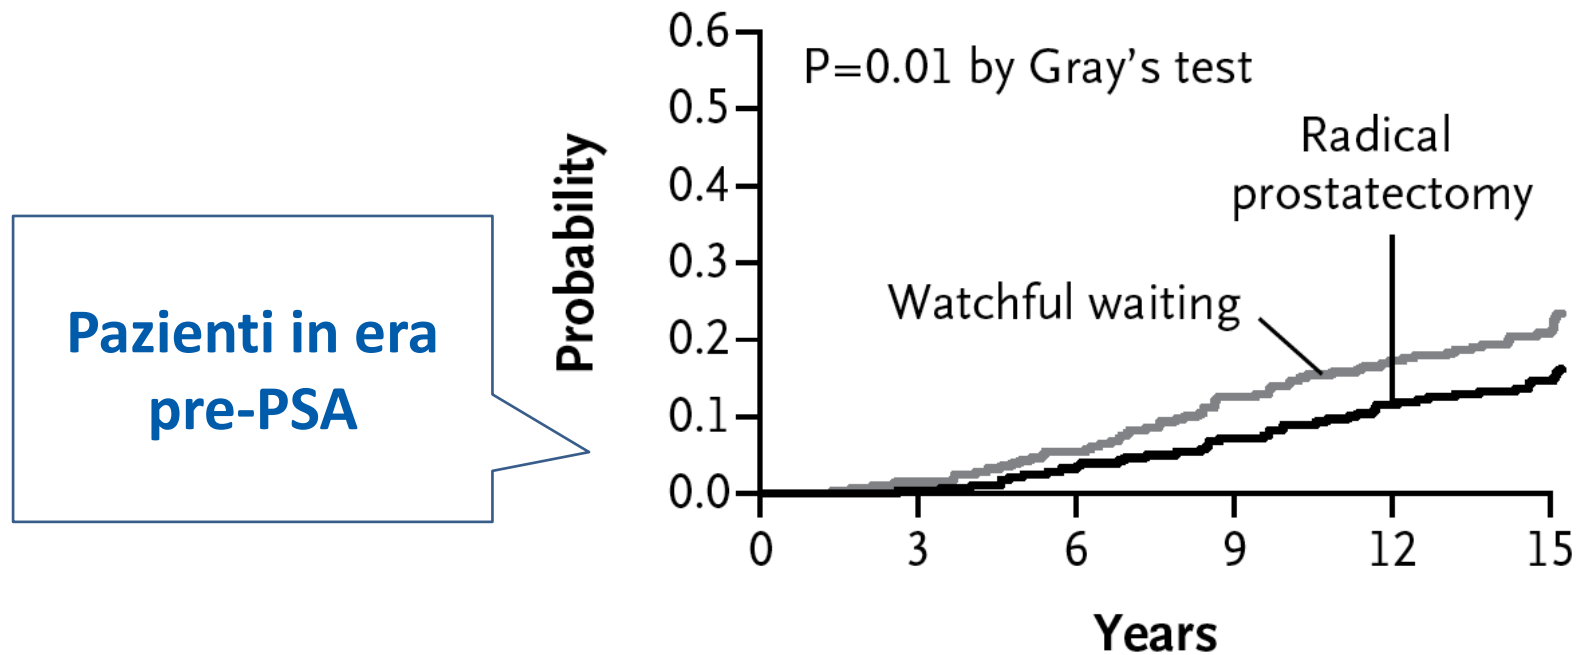 Pazienti in era
pre-PSA
Probability
0.6
0.5
0.4
0.3
0.2
0.1
0.0
P=0.01 by Gray’s test
Radical
prostatectomy
Watchful waiting
0 3 6 9 12 15
Years